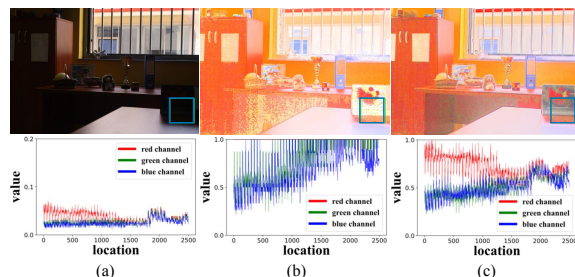 0.2
0.1
0.0
value
red channel
green channel
blue channel
0 500 1000 1500 2000 2500
location
(a)
1.0
0.5
0.0
value
red channel
green channel
blue channel
0 500 1000 1500 2000 2500
location
(b)
1.0
0.5
0.0
value
red channel
green channel
blue channel
0 500 1000 1500 2000 2500
location
(c)